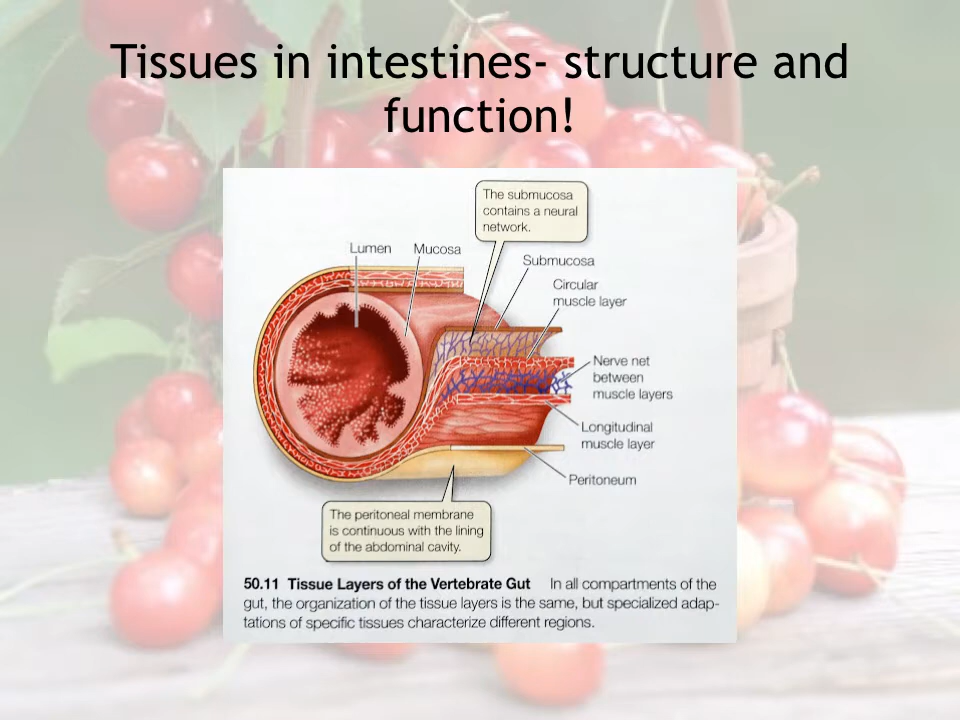 Tissues in intestines- structure and
function!
The submucosa
contains a neural
network.
Lumen
Mucosa
Submucosa
Circular
muscle layer
Nerve net
between
muscle layers
Longitudinal
muscle layer
Peritoneum
The peritoneal membrane
is continuous with the lining
of the abdominal cavity.
50.11 Tissue Layers of the Vertebrate Gut In all compartments of the
gut, the organization of the tissue layers is the same, but specialized adap-
tations of specific tissues characterize different regions.